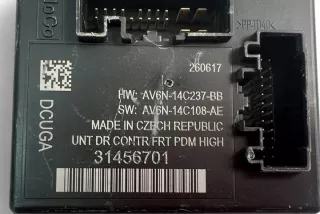 260617
HW: AV6N-14C237-BB
SW: AV6N-14C108-AE
MADE IN CZECH REPUBLIC
UNT DR CONTR FRT PDM HIGH
31456701
DCUGA